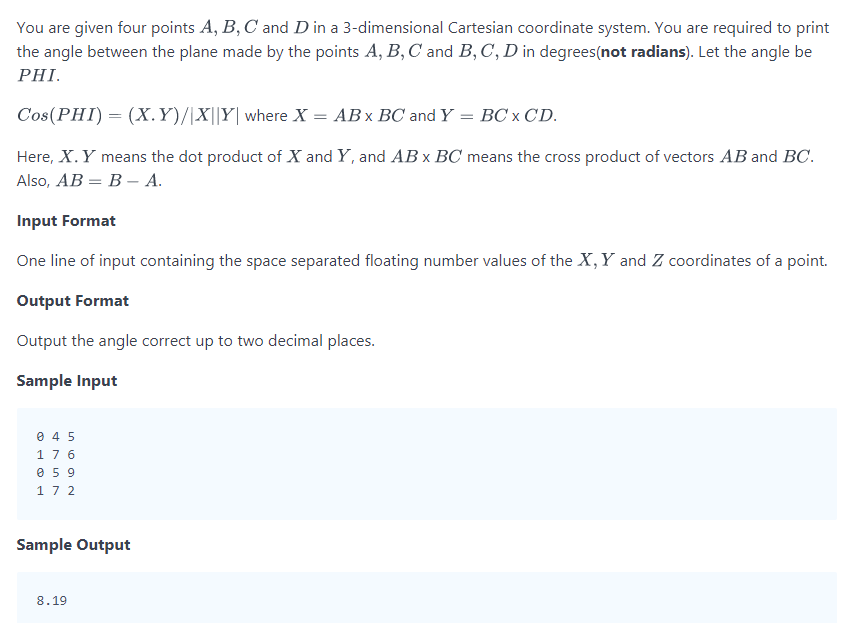 You are given four points A, B, C and D in a 3-dimensional Cartesian coordinate system. You are required to print
the angle between the plane made by the points A, B, C and B, C, D in degrees(not radians). Let the angle be
PHI.
Cos(PHI) = (X.Y)/|X||Y| where X = AB x BC and Y = BC x CD.
Here, X.Y means the dot product of X and Y, and AB x BC means the cross product of vectors AB and BC.
Also, AB = B − A.
Input Format
One line of input containing the space separated floating number values of the X, Y and Z coordinates of a point.
Output Format
Output the angle correct up to two decimal places.
Sample Input
0 4 5
1 7 6
0 5 9
1 7 2
Sample Output
8.19